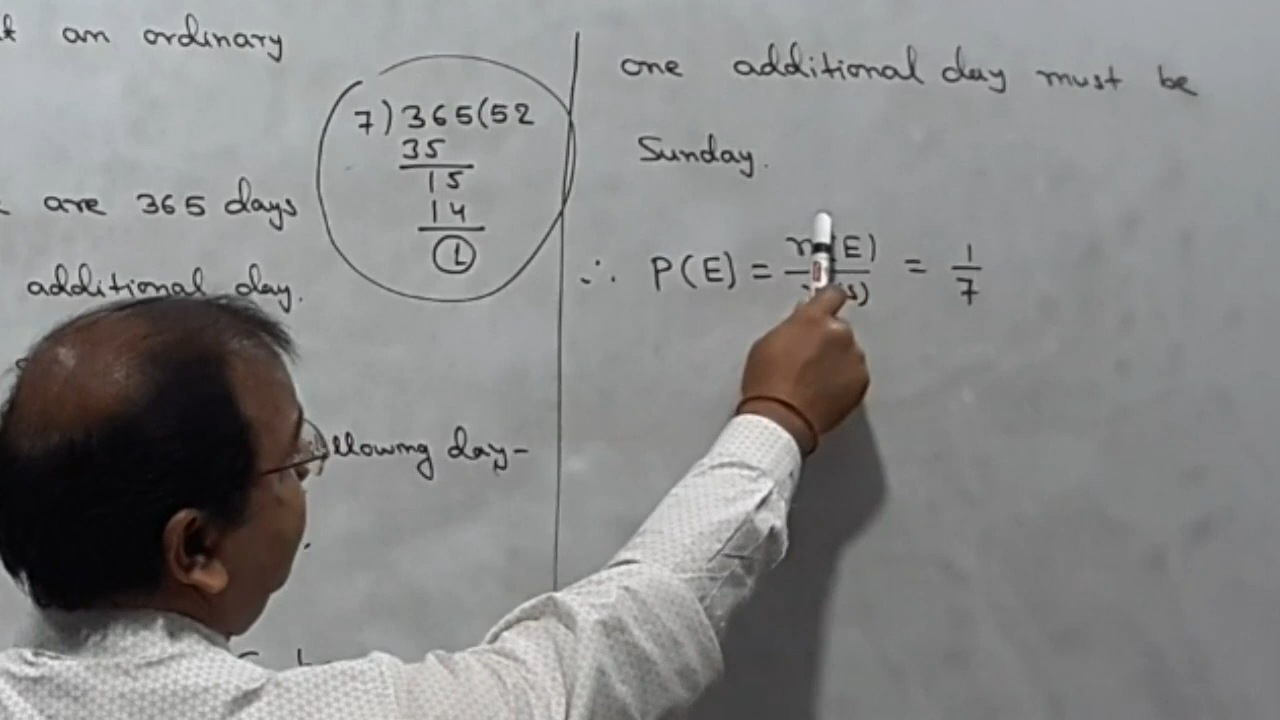 an ordinary
7)365(52
35
15
14
1
are 365 days
additional day.
llowing day-
one additional day must be
Sunday.
∴ P(E) = n(E)/n(s) = 1/7